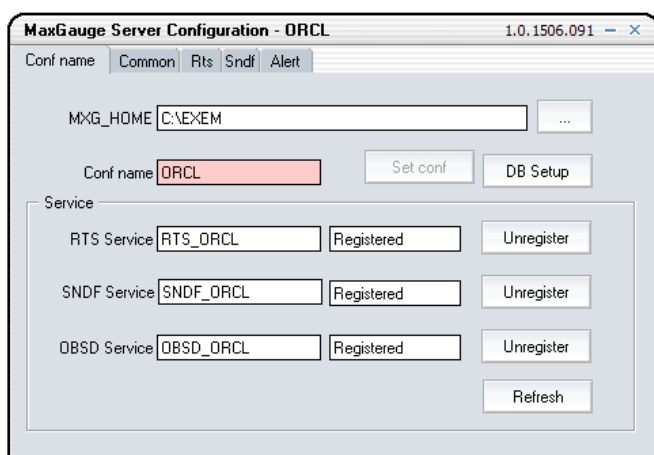 MaxGauge Server Configuration - ORCL 1.0.1506.091
Conf name Common Rts Sndf Alert
MXG_HOME C:\EXEM ...
Conf name ORCL Set conf DB Setup
Service
RTS Service RTS_ORCL Registered Unregister
SNDF Service SNDF_ORCL Registered Unregister
OBSD Service OBSD_ORCL Registered Unregister
Refresh